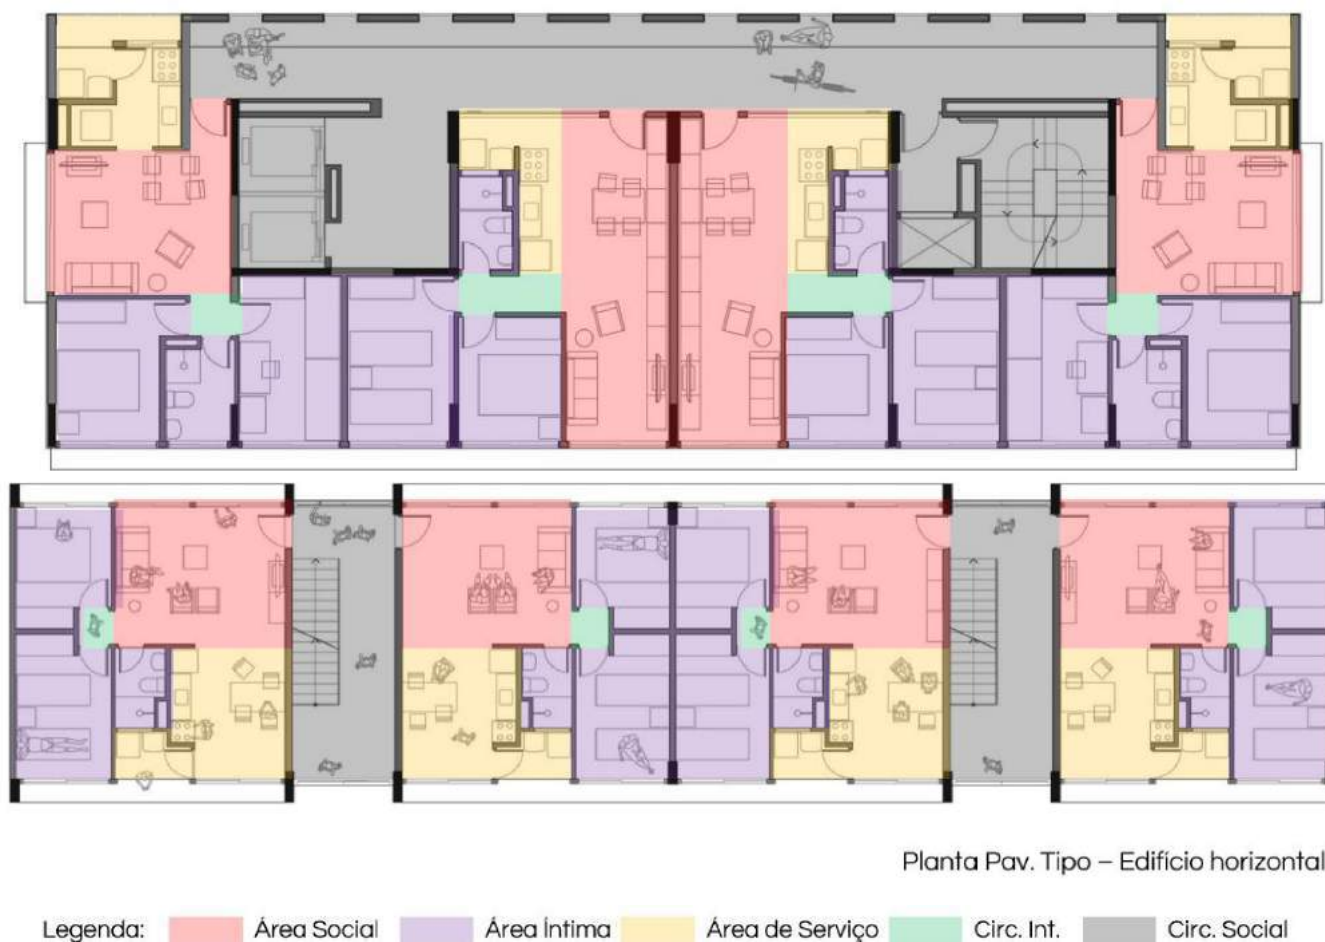 Planta Pav. Tipo – Edifício horizontal
Legenda: Área Social Área Íntima Área de Serviço Circ. Int. Circ. Social